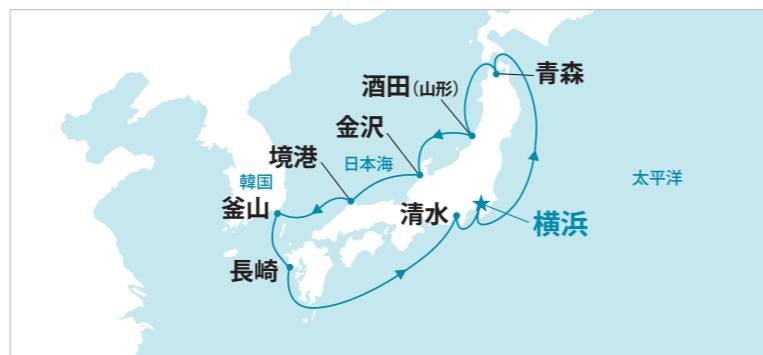 青森
酒田(山形)
金沢
境港
日本海
韓国
釜山
清水
横浜
太平洋
長崎